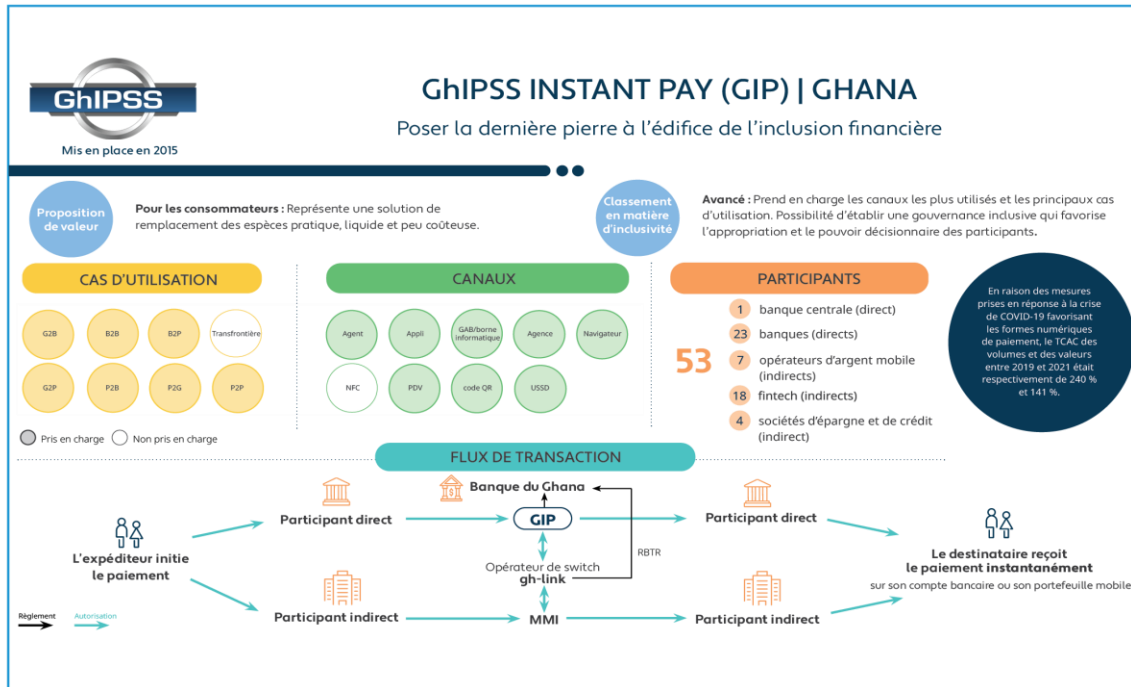 GhIPSS
Mis en place en 2015
GhIPSS INSTANT PAY (GIP) | GHANA
Poser la dernière pierre à l'édifice de l'inclusion financière
Proposition
de valeur
Pour les consommateurs : Représente une solution de
remplacement des espèces pratique, liquide et peu coûteuse.
Classement
en matière
d'inclusivité
Avancé : Prend en charge les canaux les plus utilisés et les principaux cas
d'utilisation. Possibilité d'établir une gouvernance inclusive qui favorise
l'appropriation et le pouvoir décisionnaire des participants.
CAS D'UTILISATION
G2B
B2B
B2P
Transfrontière
G2P
P2B
P2G
P2P
Pris en charge
Non pris en charge
CANAUX
Agent
Appli
GAB/borne
informatique
Agence
Navigateur
NFC
PDV
code QR
USSD
PARTICIPANTS
53
1 banque centrale (direct)
23 banques (directs)
7 opérateurs d'argent mobile
(indirects)
18 fintech (indirects)
4 sociétés d'épargne et de crédit
(indirect)
En raison des mesures
prises en réponse à la crise
de COVID-19 favorisant
les formes numériques
de paiement, le TCAC des
volumes et des valeurs
entre 2019 et 2021 était
respectivement de 240 %
et 141 %.
FLUX DE TRANSACTION
L'expéditeur initie
le paiement
Participant direct
Participant indirect
Banque du Ghana
GIP
Opérateur de switch
gh-link
MMI
RBTR
Participant direct
Participant indirect
Le destinataire reçoit
le paiement instantanément
sur son compte bancaire ou son portefeuille mobile
Règlement
Autorisation